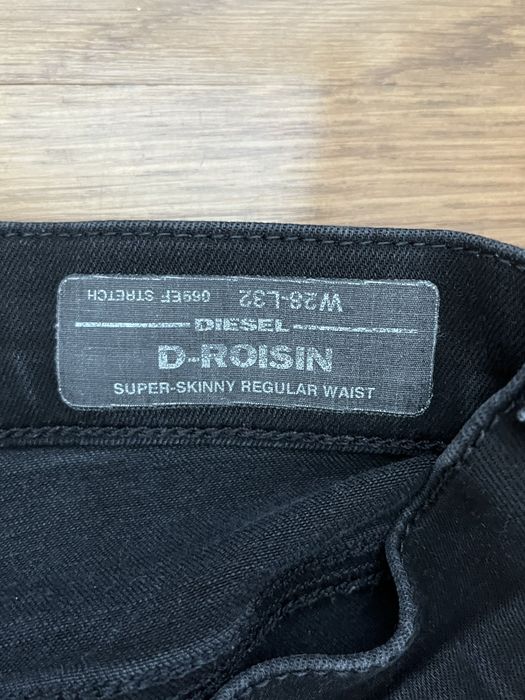 W28-L32 069EF STRETCH
DIESEL
D-ROISIN
SUPER-SKINNY REGULAR WAIST